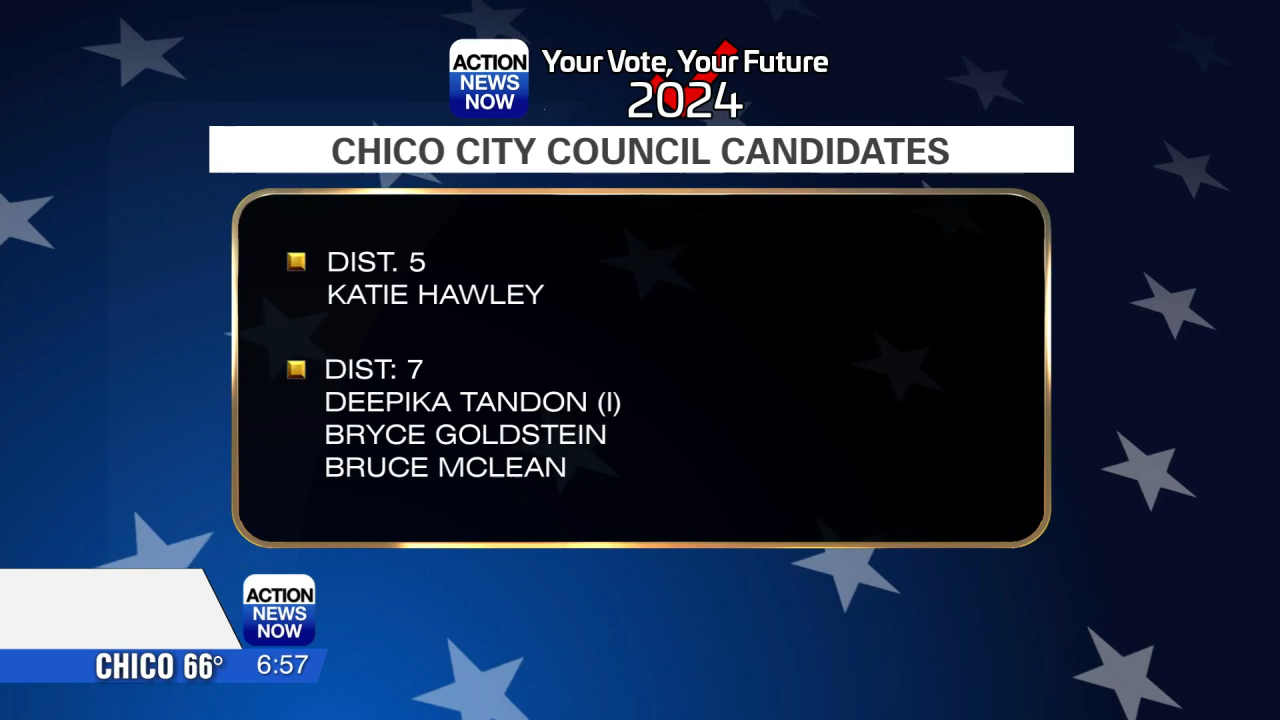 ACTION
NEWS
NOW
Your Vote, Your Future
2024
CHICO CITY COUNCIL CANDIDATES
DIST. 5
KATIE HAWLEY
DIST: 7
DEEPIKA TANDON (I)
BRYCE GOLDSTEIN
BRUCE MCLEAN
ACTION
NEWS
NOW
CHICO 66° 6:57